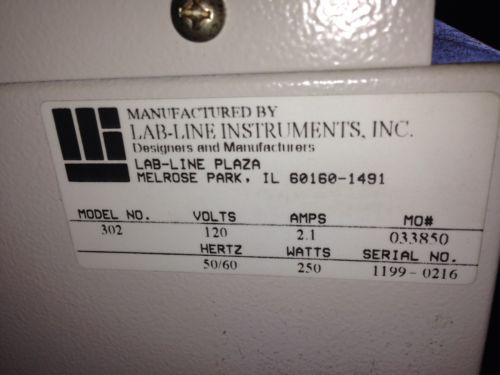 MANUFACTURED BY
LAB-LINE INSTRUMENTS, INC.
Designers and Manufacturers
LAB-LINE PLAZA
MELROSE PARK, IL 60160-1491
MODEL NO. VOLTS AMPS MO#
302 120 2.1 033850
HERTZ WATTS SERIAL NO.
50/60 250 1199-0216